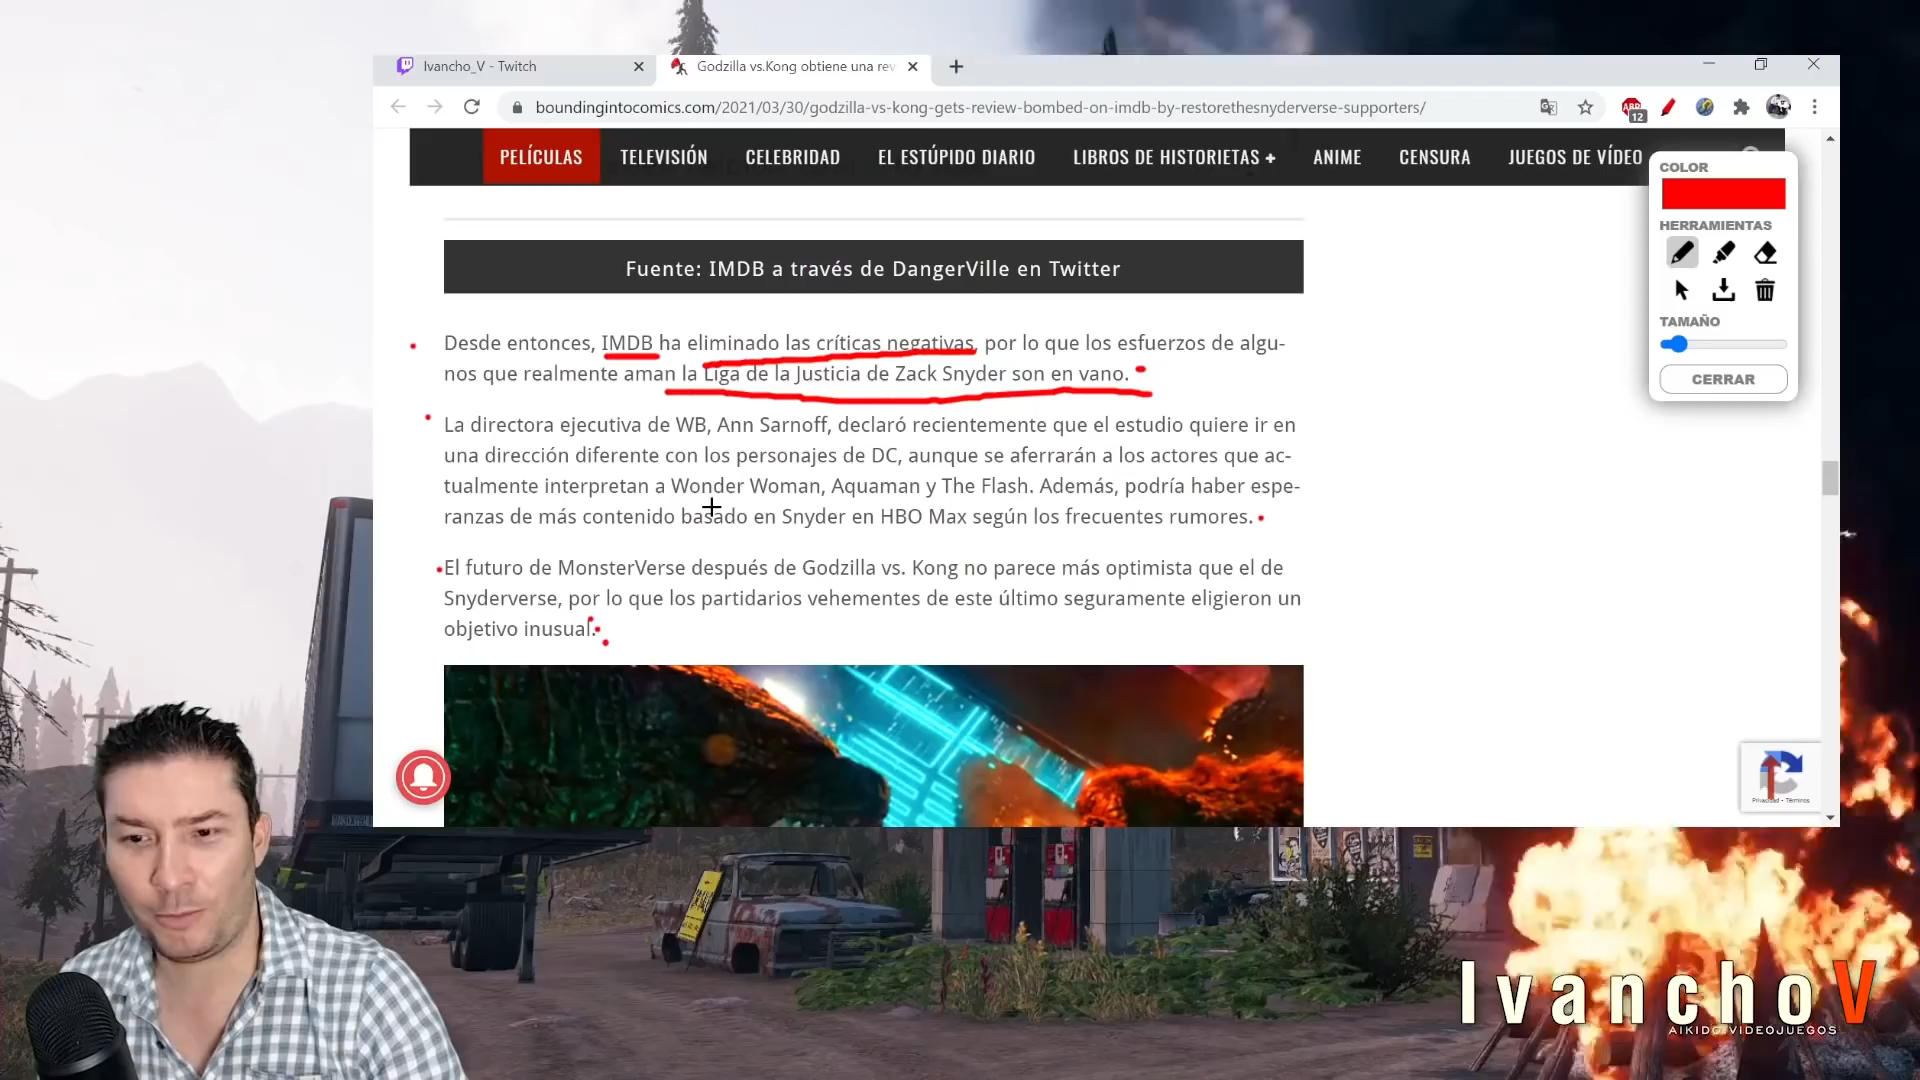 Ivancho_V - Twitch
Godzilla vs.Kong obtiene una rev
boundingintocomics.com/2021/03/30/godzilla-vs-kong-gets-review-bombed-on-imdb-by-restorethesnyderverse-supporters/
ABP
12
PELÍCULAS TELEVISIÓN CELEBRIDAD EL ESTÚPIDO DIARIO LIBROS DE HISTORIETAS + ANIME CENSURA JUEGOS DE VÍDEO
COLOR
HERRAMIENTAS
TAMAÑO
CERRAR
Fuente: IMDB a través de DangerVille en Twitter
Desde entonces, IMDB ha eliminado las críticas negativas, por lo que los esfuerzos de algu-
nos que realmente aman la Liga de la Justicia de Zack Snyder son en vano.
La directora ejecutiva de WB, Ann Sarnoff, declaró recientemente que el estudio quiere ir en
una dirección diferente con los personajes de DC, aunque se aferrarán a los actores que ac-
tualmente interpretan a Wonder Woman, Aquaman y The Flash. Además, podría haber espe-
ranzas de más contenido basado en Snyder en HBO Max según los frecuentes rumores.
El futuro de MonsterVerse después de Godzilla vs. Kong no parece más optimista que el de
Snyderverse, por lo que los partidarios vehementes de este último seguramente eligieron un
objetivo inusual.
Privacidad • Términos
IvanchoV
AIKIDO VIDEOJUEGOS